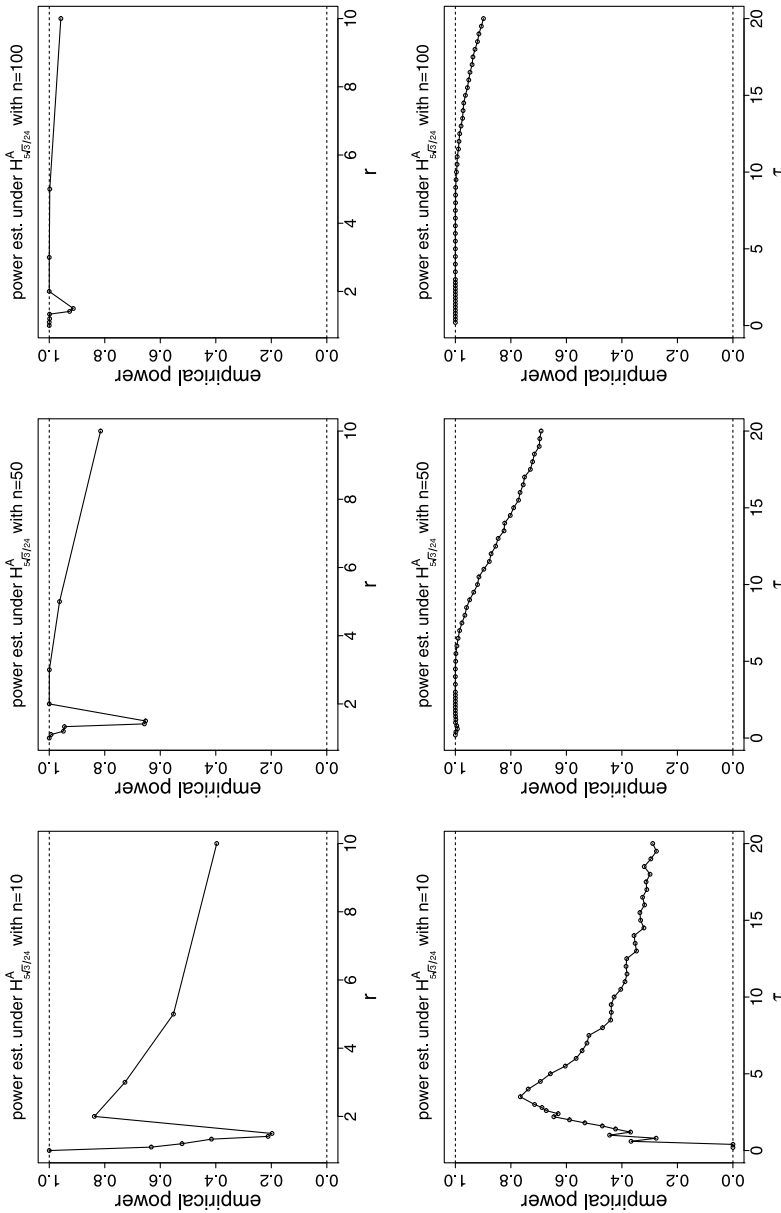 power est. under H^A_{5√3/24} with n=10
empirical power
0.0 0.2 0.4 0.6 0.8 1.0
2 4 6 8 10
r
power est. under H^A_{5√3/24} with n=50
empirical power
0.0 0.2 0.4 0.6 0.8 1.0
2 4 6 8 10
r
power est. under H^A_{5√3/24} with n=100
empirical power
0.0 0.2 0.4 0.6 0.8 1.0
2 4 6 8 10
r
power est. under H^A_{5√3/24} with n=10
empirical power
0.0 0.2 0.4 0.6 0.8 1.0
0 5 10 15 20
τ
power est. under H^A_{5√3/24} with n=50
empirical power
0.0 0.2 0.4 0.6 0.8 1.0
0 5 10 15 20
τ
power est. under H^A_{5√3/24} with n=100
empirical power
0.0 0.2 0.4 0.6 0.8 1.0
0 5 10 15 20
τ